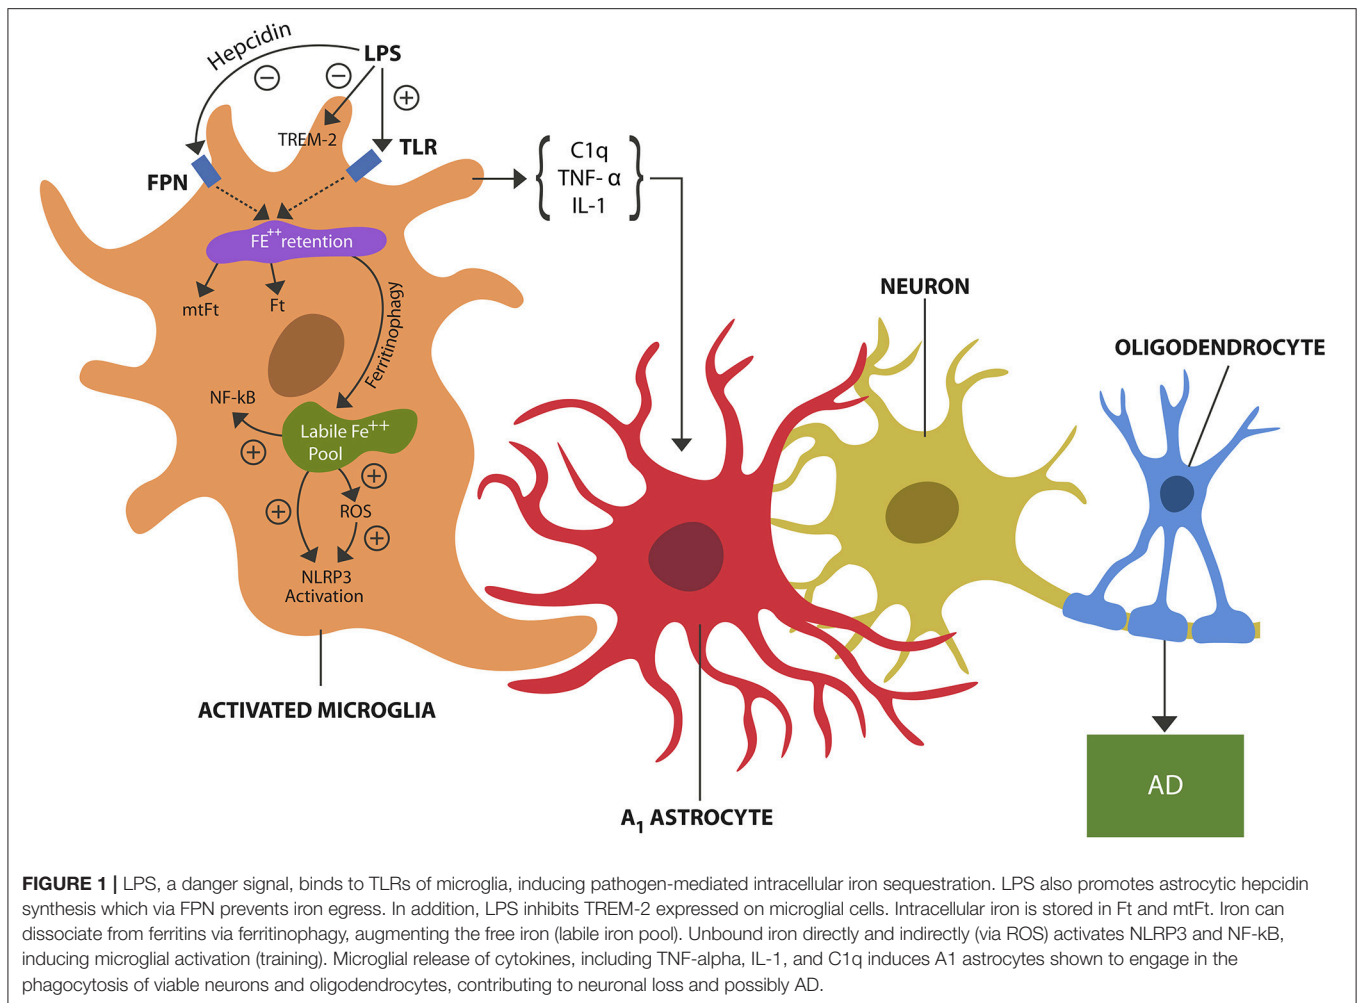 Hepcidin
LPS
−
−
+
TREM-2
TLR
FPN
C1q
TNF- α
IL-1
FE++ retention
mtFt
Ft
Ferritinophagy
NF-kB
Labile Fe++
Pool
+
+
+
ROS
+
NLRP3
Activation
ACTIVATED MICROGLIA
NEURON
OLIGODENDROCYTE
A1 ASTROCYTE
AD
FIGURE 1 | LPS, a danger signal, binds to TLRs of microglia, inducing pathogen-mediated intracellular iron sequestration. LPS also promotes astrocytic hepcidin
synthesis which via FPN prevents iron egress. In addition, LPS inhibits TREM-2 expressed on microglial cells. Intracellular iron is stored in Ft and mtFt. Iron can
dissociate from ferritins via ferritinophagy, augmenting the free iron (labile iron pool). Unbound iron directly and indirectly (via ROS) activates NLRP3 and NF-kB,
inducing microglial activation (training). Microglial release of cytokines, including TNF-alpha, IL-1, and C1q induces A1 astrocytes shown to engage in the
phagocytosis of viable neurons and oligodendrocytes, contributing to neuronal loss and possibly AD.